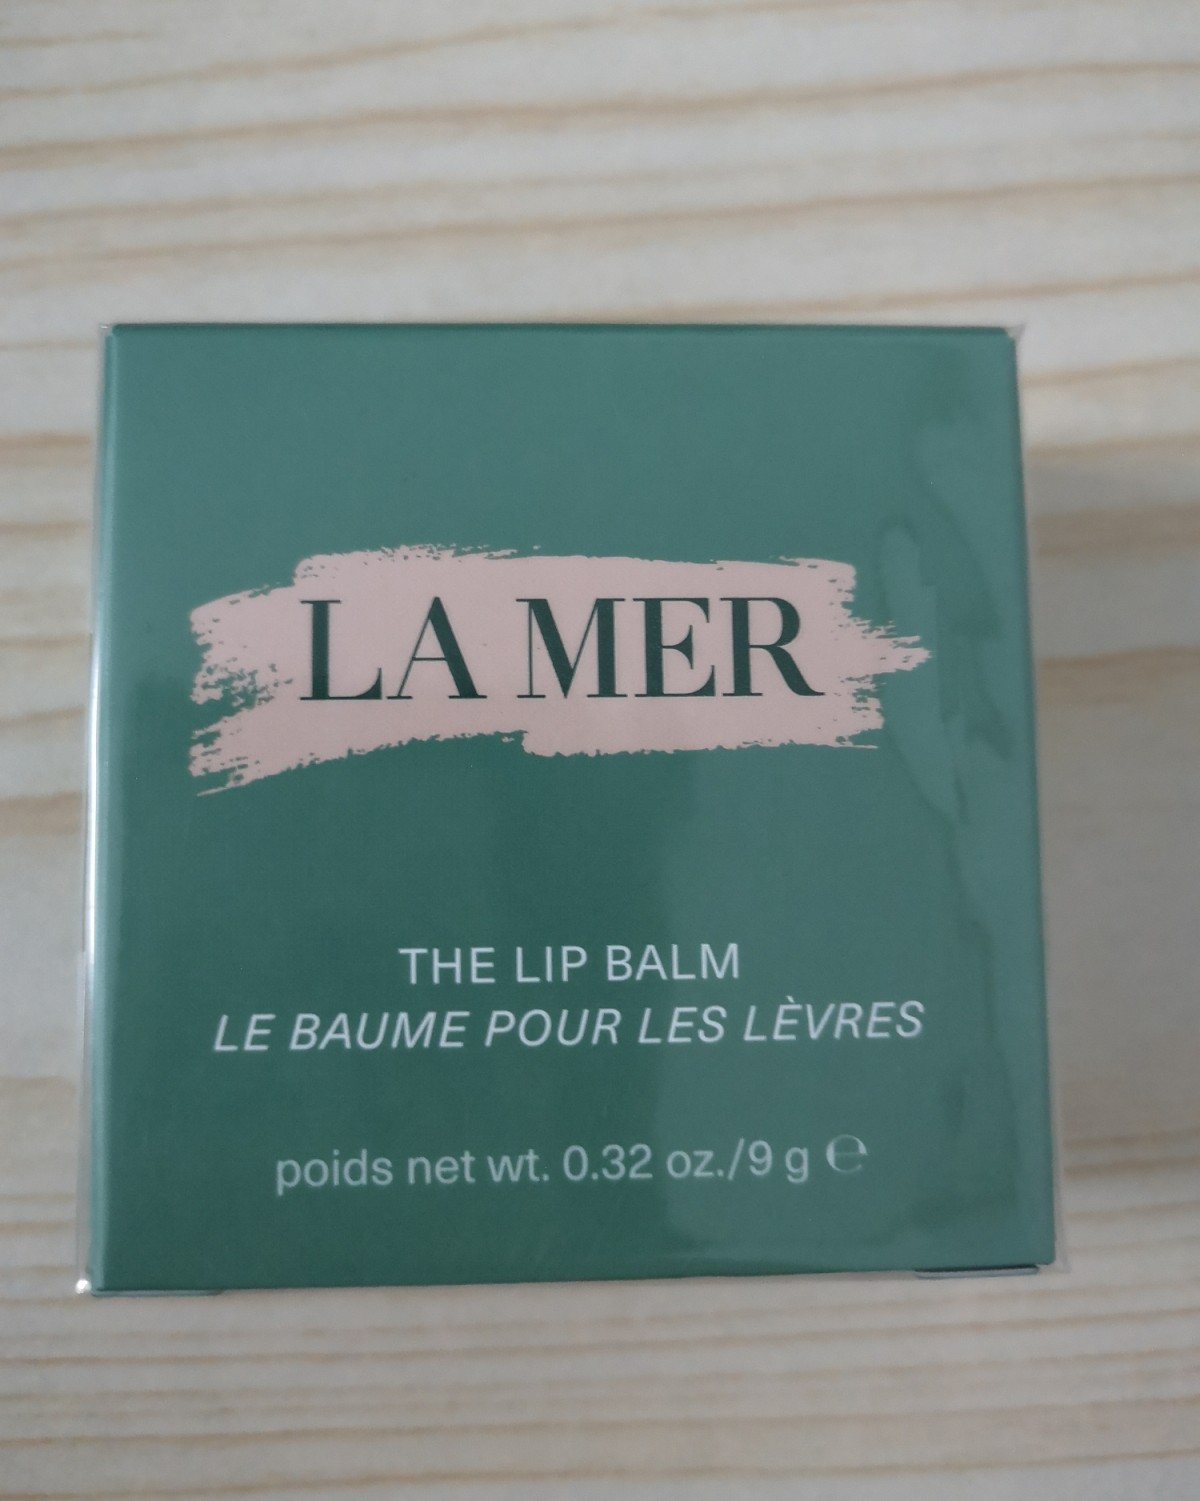 LA MER
THE LIP BALM
LE BAUME POUR LES LÈVRES
poids net wt. 0.32 oz./9 g ℮